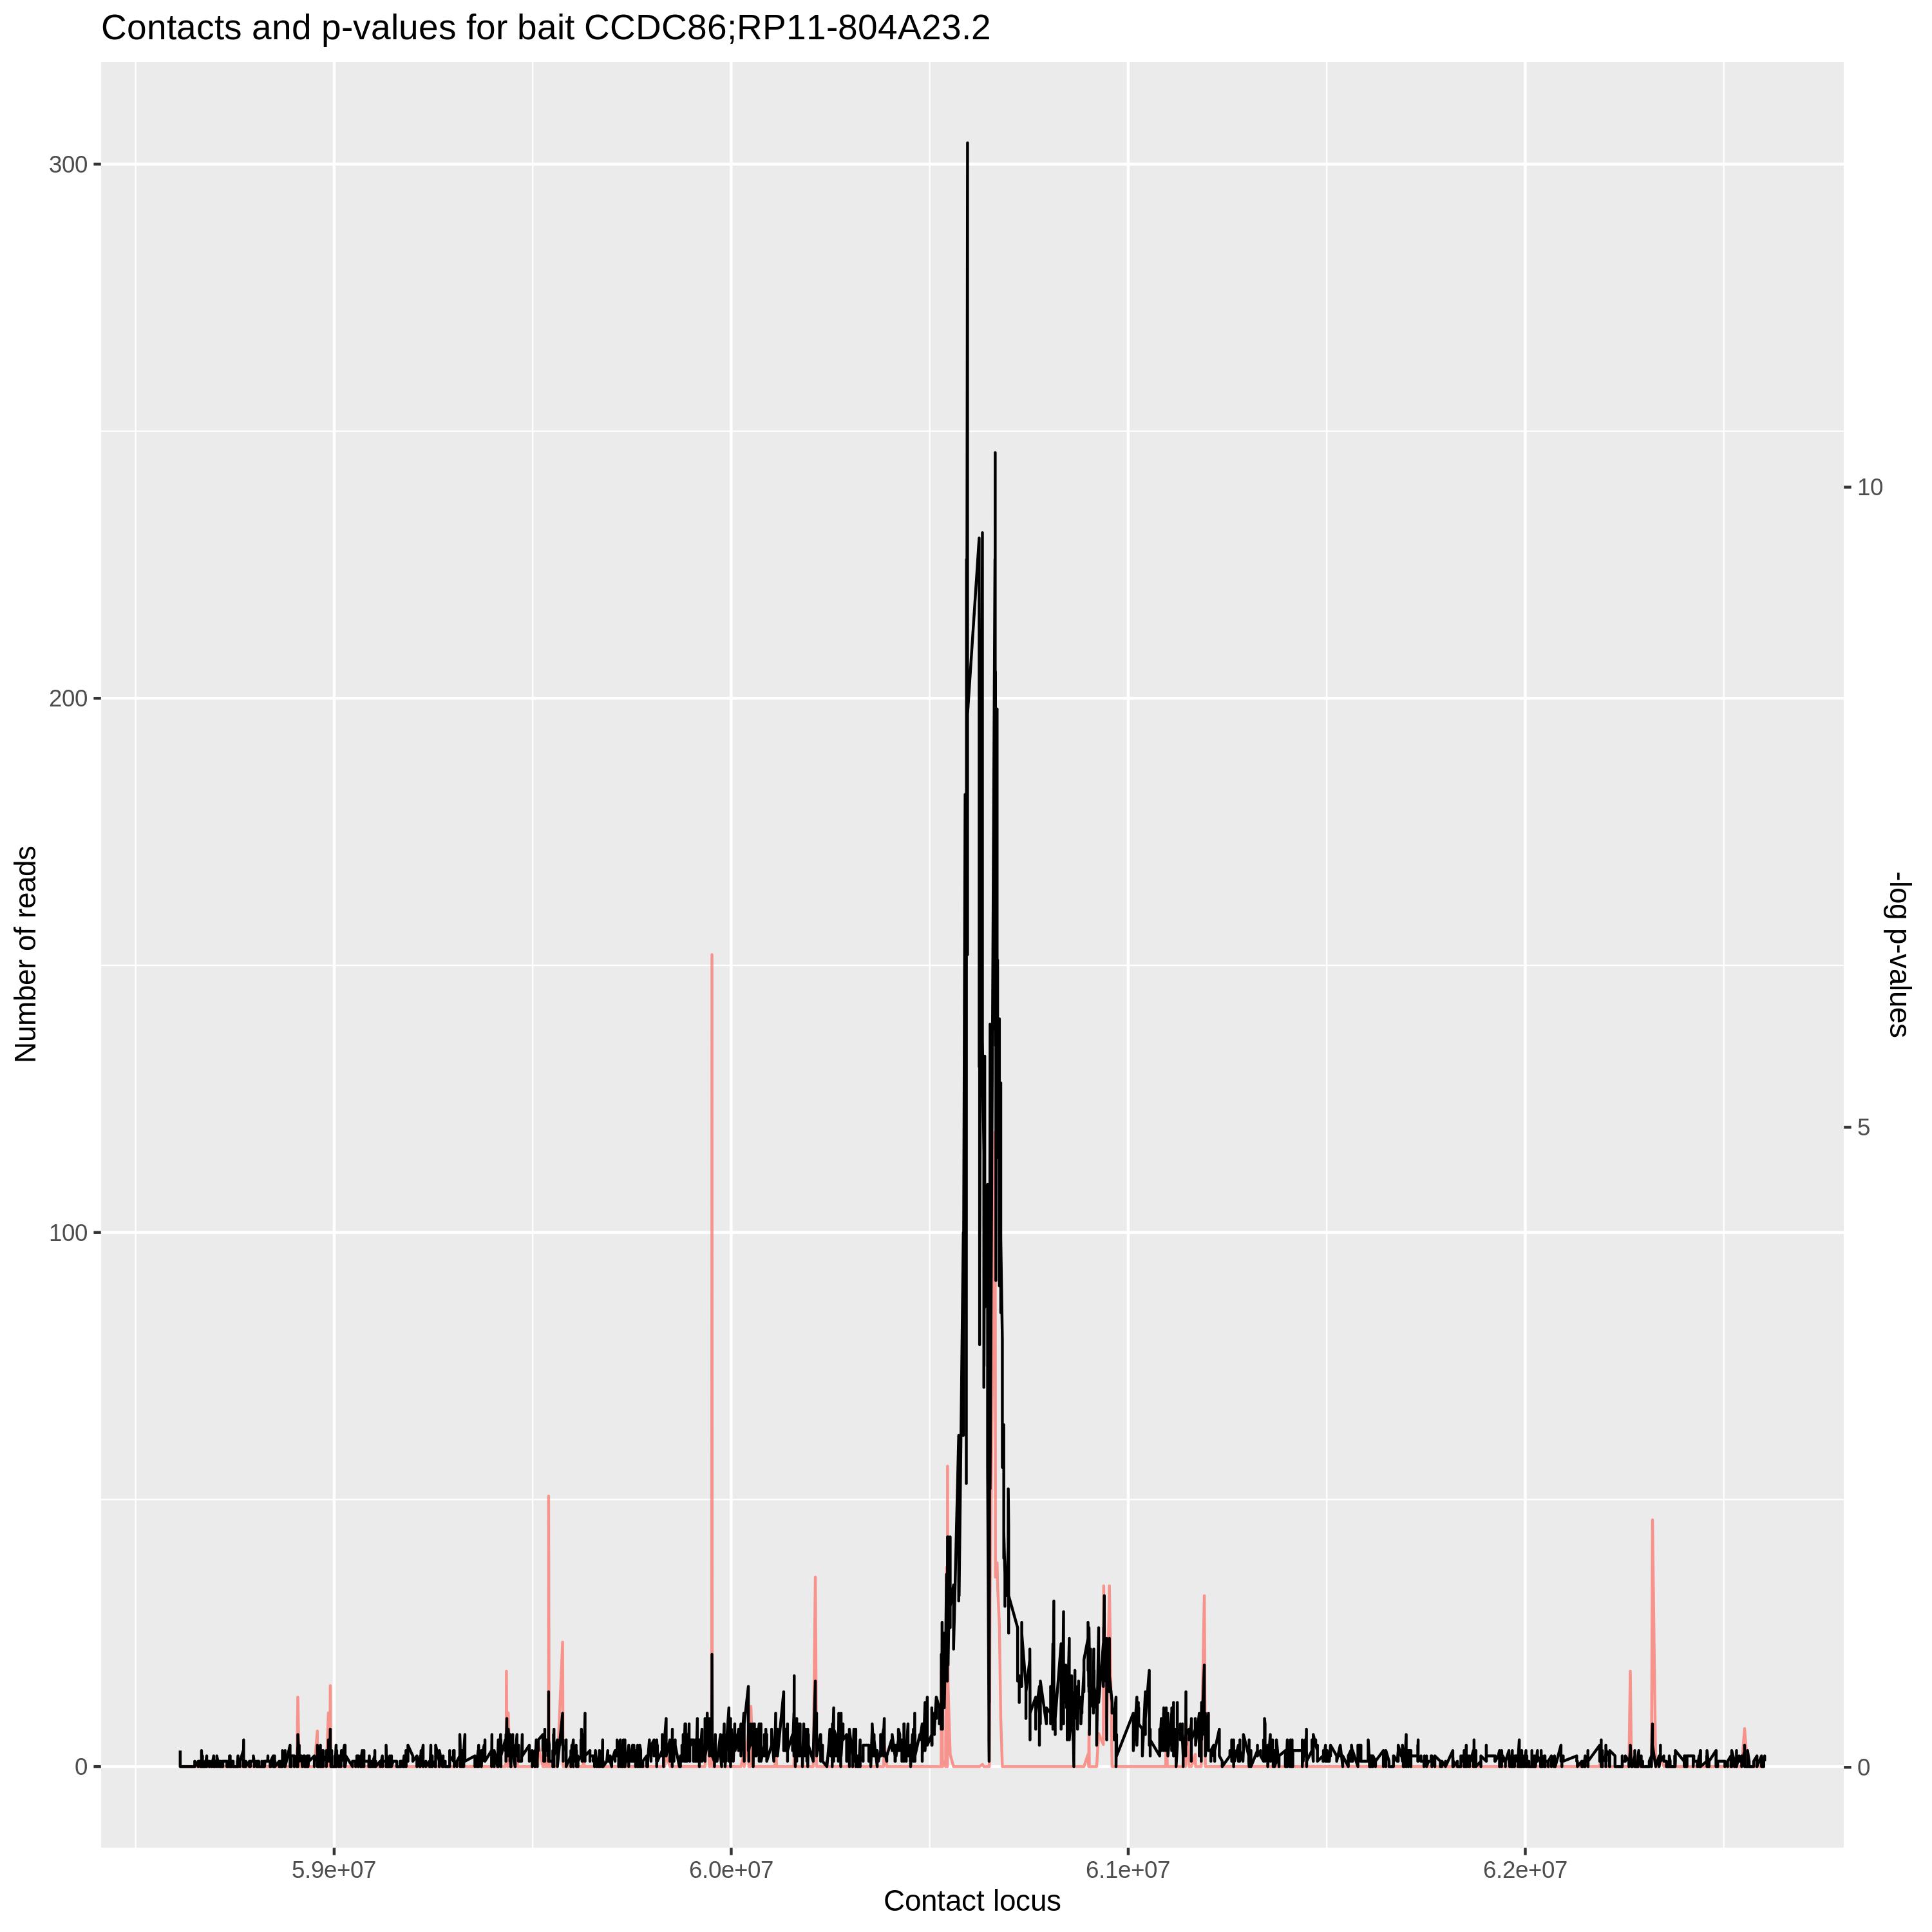 Contacts and p-values for bait CCDC86;RP11-804A23.2
300
200
100
0
Number of reads
10
5
0
-log p-values
5.9e+07 6.0e+07 6.1e+07 6.2e+07
Contact locus